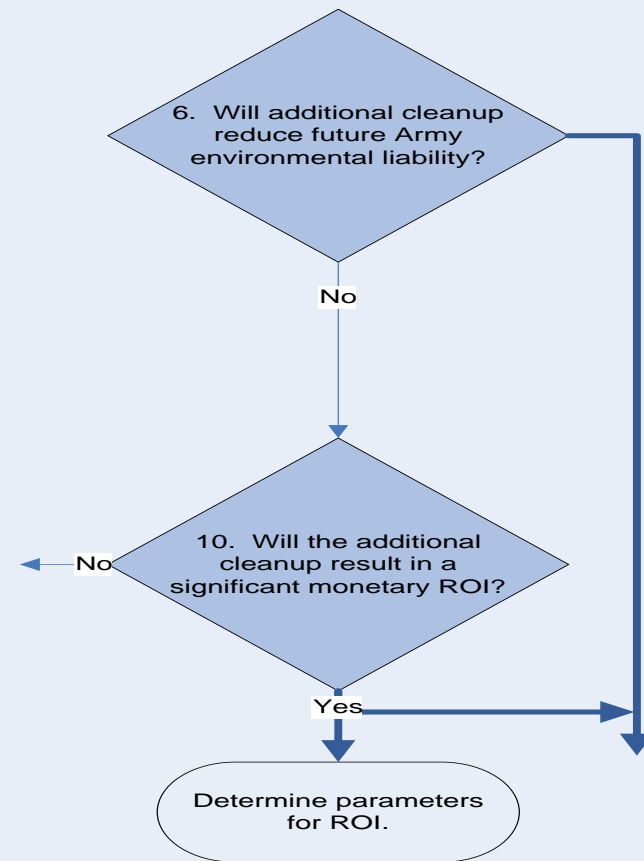 6. Will additional cleanup
reduce future Army
environmental liability?
No
10. Will the additional
cleanup result in a
significant monetary ROI?
No
Yes
Determine parameters
for ROI.